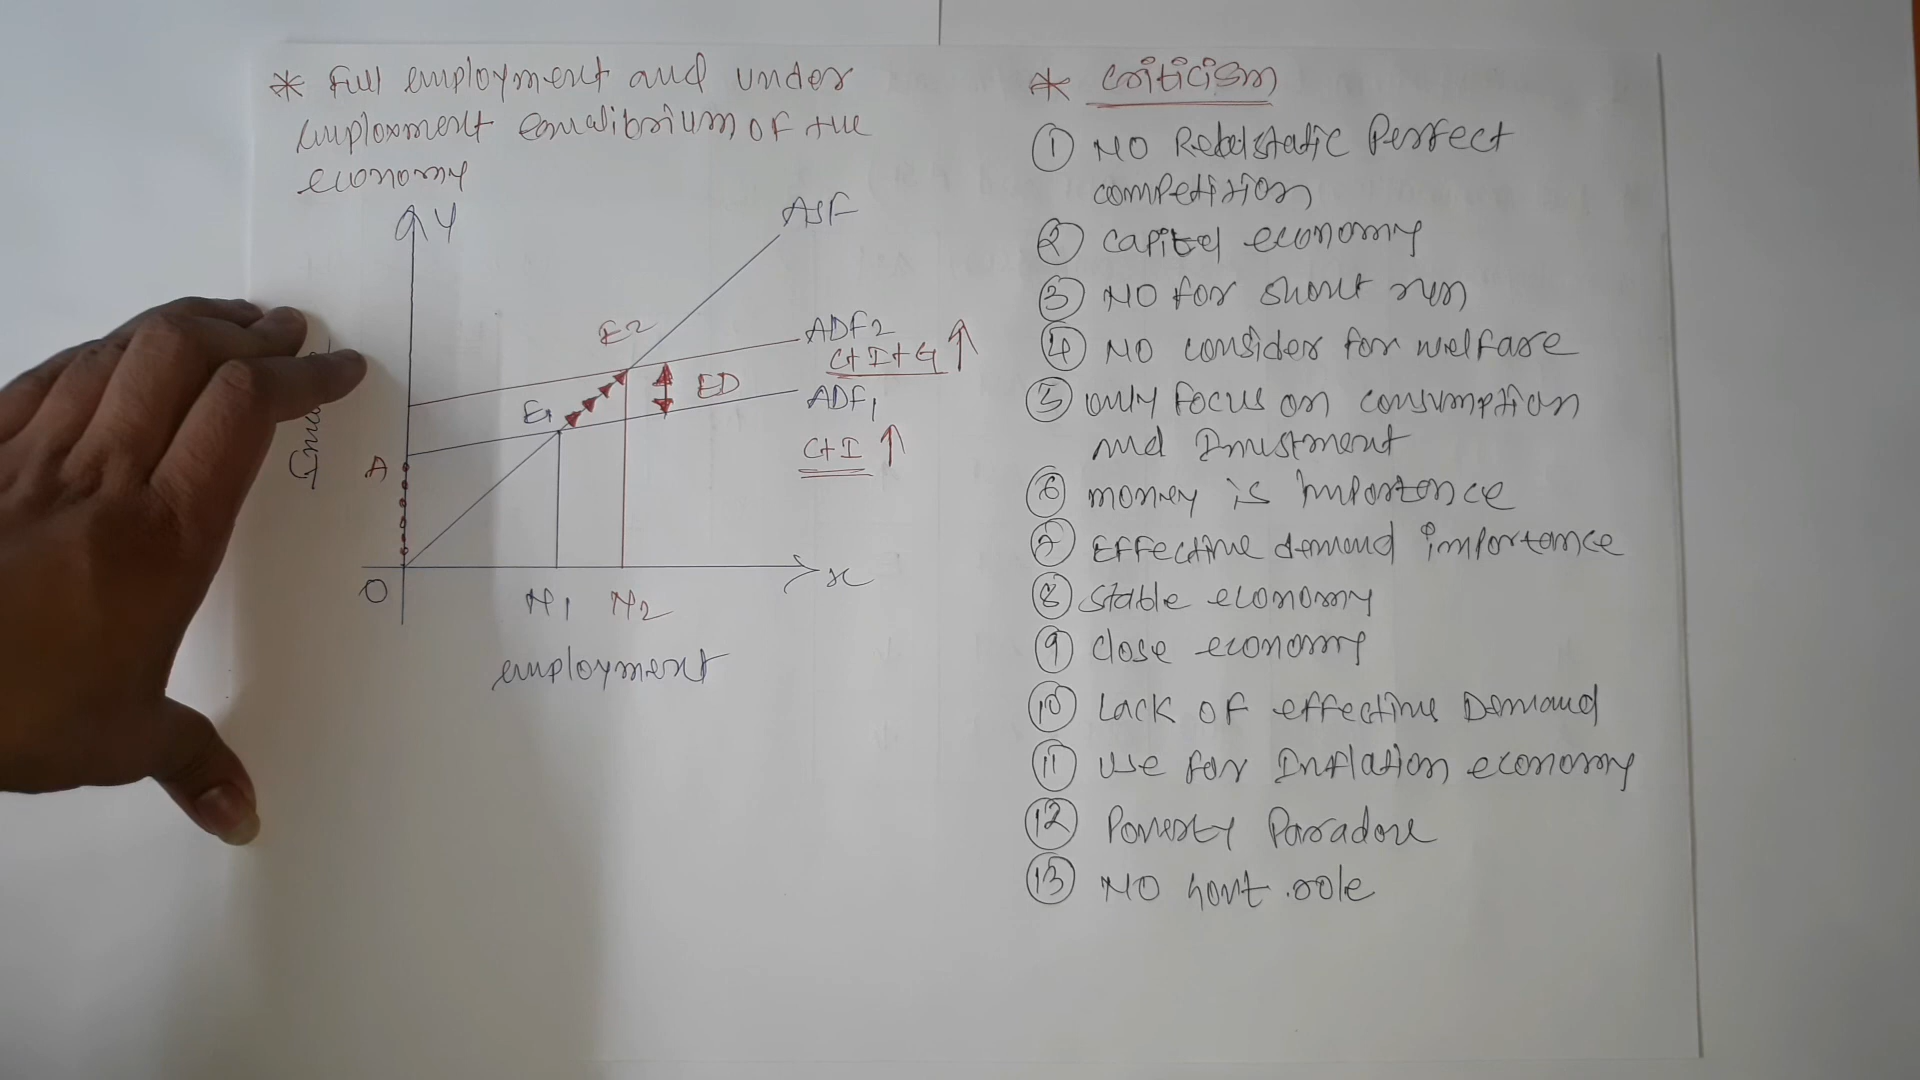 * Full employment and under
employment equilibrium of the
economy
Y
ASF
E2
ADF2
C+I+G
ED
ADF1
E1
C+I
A
O
x
N1 N2
employment
* Criticism
1 NO Perfect
competition
2 Capital economy
3 NO for short run
4 NO consider for welfare
5 only focus on consumption
and Investment
6 money is importence
7 Effective demand importance
8 Stable economy
9 Close economy
10 Lack of effective Demand
11 Use for Inflation economy
12 Poverty Paradox
13 NO Govt. role